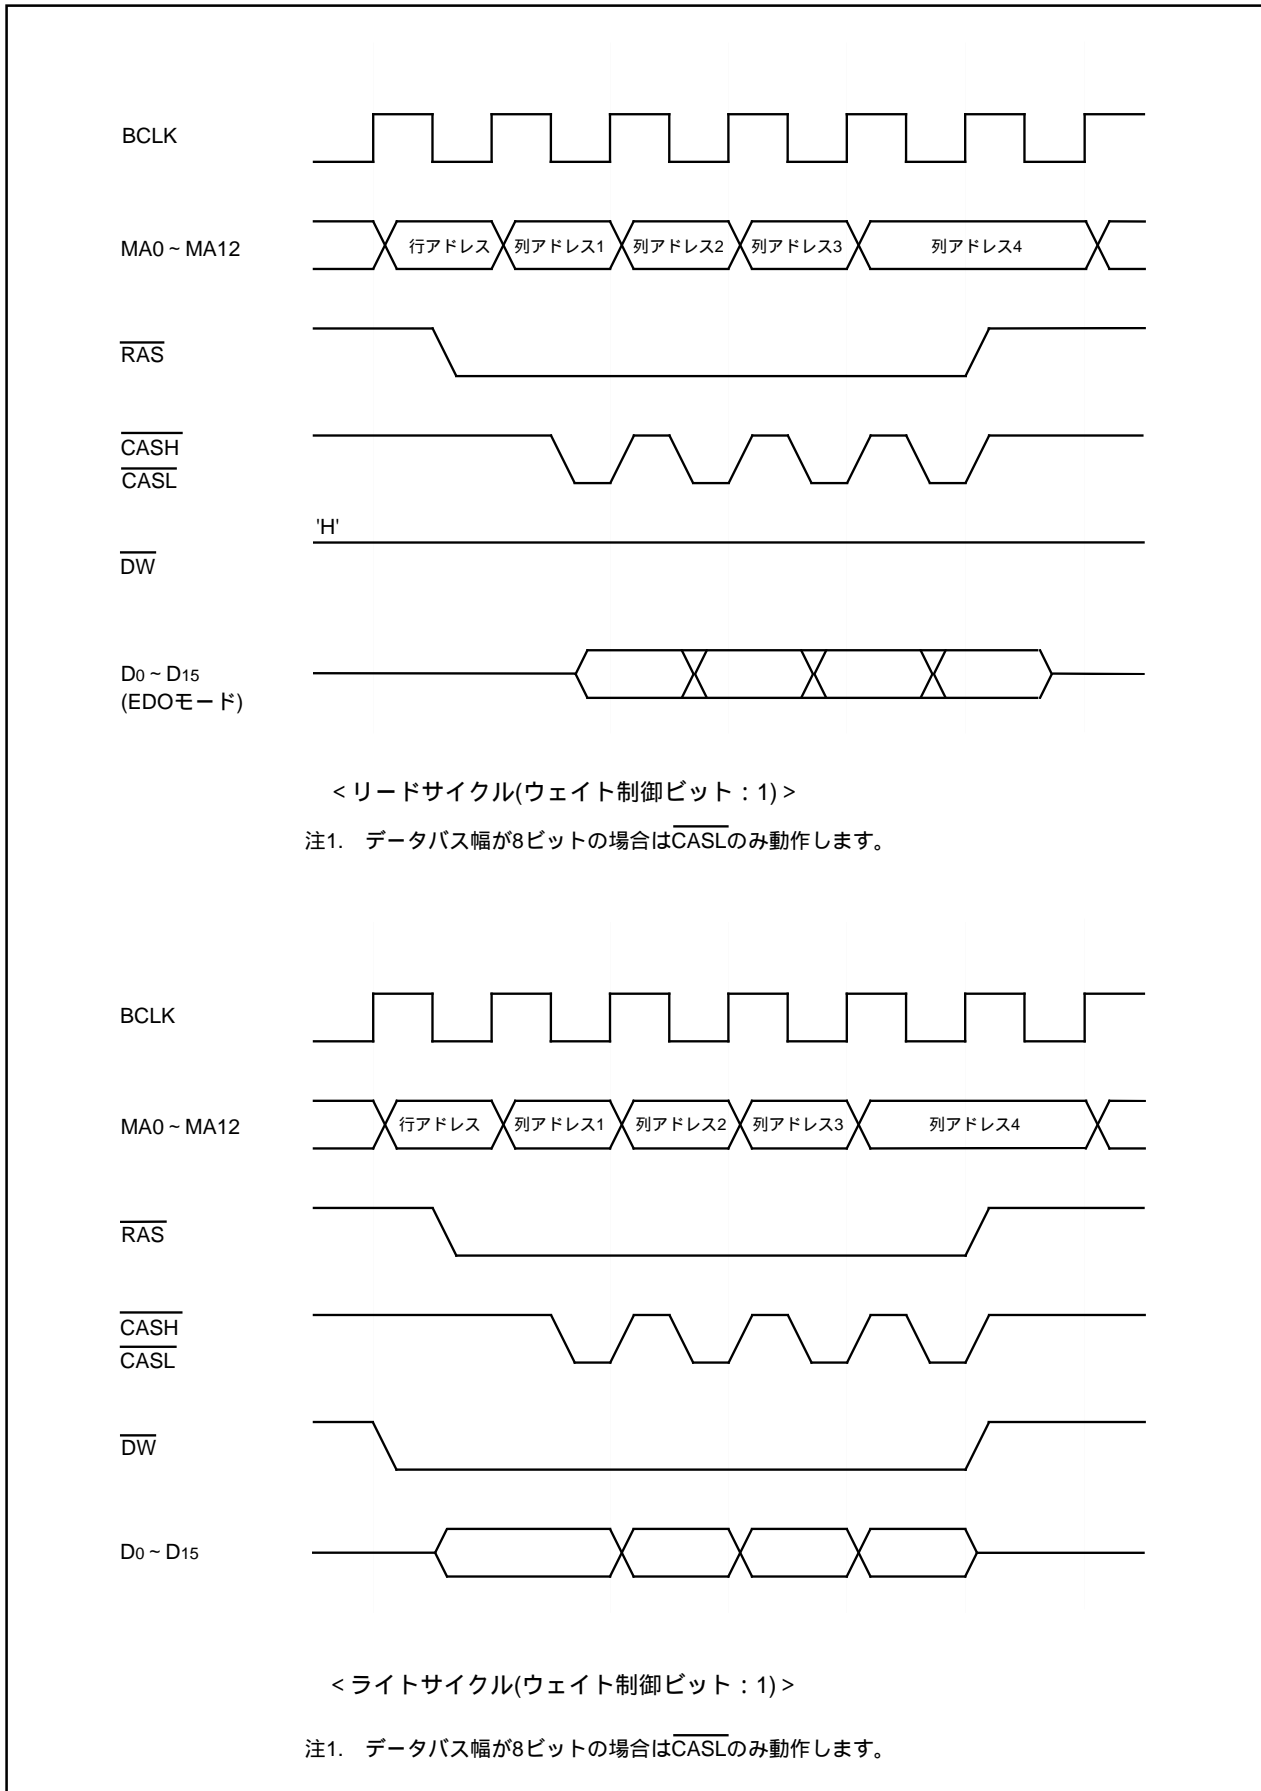 BCLK
MA0 ~ MA12
行アドレス 列アドレス1 列アドレス2 列アドレス3 列アドレス4
RAS
CASH
CASL
'H'
DW
D0 ~ D15
(EDOモード)
<リードサイクル(ウェイト制御ビット:1)>
注1. データバス幅が8ビットの場合はCASLのみ動作します。
BCLK
MA0 ~ MA12
行アドレス 列アドレス1 列アドレス2 列アドレス3 列アドレス4
RAS
CASH
CASL
DW
D0 ~ D15
<ライトサイクル(ウェイト制御ビット:1)>
注1. データバス幅が8ビットの場合はCASLのみ動作します。